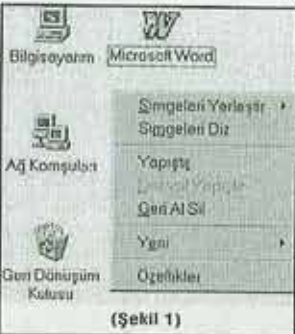 Bilgisayarım
Microsoft Word
Simgeleri Yerleştir
Simgeleri Diz
Ağ Komşuları
Yapıştır
Geri Al Sil
Yeni
Geri Dönüşüm
Kutusu
Özellikler
(Şekil 1)